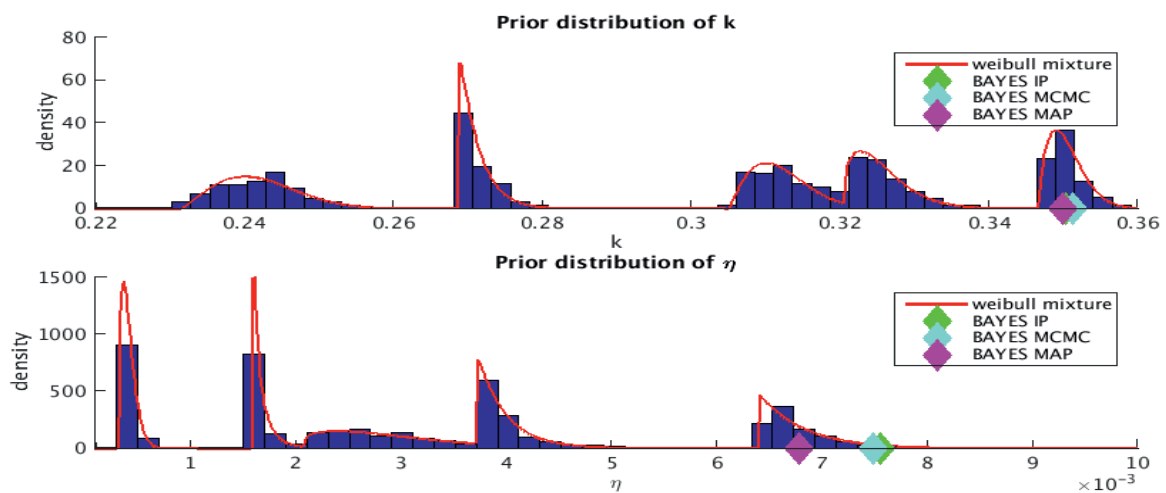 Prior distribution of k
80
60
40
20
0
density
0.22
0.24
0.26
0.28
0.3
0.32
0.34
0.36
k
weibull mixture
BAYES IP
BAYES MCMC
BAYES MAP
Prior distribution of η
1500
1000
500
0
density
1
2
3
4
5
6
7
8
9
10
×10⁻³
η
weibull mixture
BAYES IP
BAYES MCMC
BAYES MAP